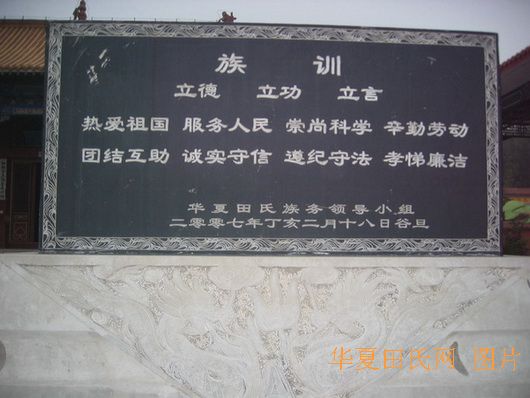 族 训
立德 立功 立言
热爱祖国 服务人民 崇尚科学 辛勤劳动
团结互助 诚实守信 遵纪守法 孝悌廉洁
华夏田氏族务领导小组
二零零七年丁亥二月十八日谷旦
华夏田氏网 图片